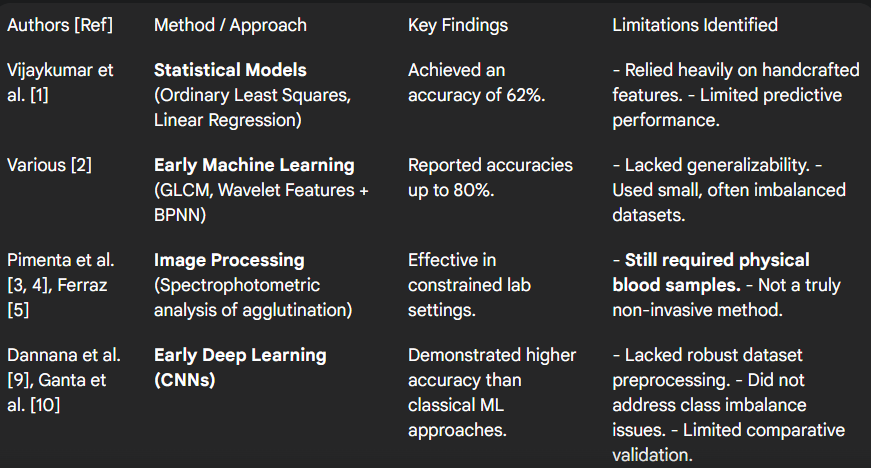 Authors [Ref] Method / Approach Key Findings Limitations Identified
Vijaykumar et Statistical Models Achieved an - Relied heavily on handcrafted
al. [1] (Ordinary Least Squares, accuracy of 62%. features. - Limited predictive
Linear Regression) performance.
Various [2] Early Machine Learning Reported accuracies - Lacked generalizability. -
(GLCM, Wavelet Features + up to 80%. Used small, often imbalanced
BPNN) datasets.
Pimenta et al. Image Processing Effective in - Still required physical
[3, 4], Ferraz (Spectrophotometric constrained lab blood samples. - Not a truly
[5] analysis of agglutination) settings. non-invasive method.
Dannana et al. Early Deep Learning Demonstrated higher - Lacked robust dataset
[9], Ganta et (CNNs) accuracy than preprocessing. - Did not
al. [10] classical ML address class imbalance
approaches. issues. - Limited comparative
validation.